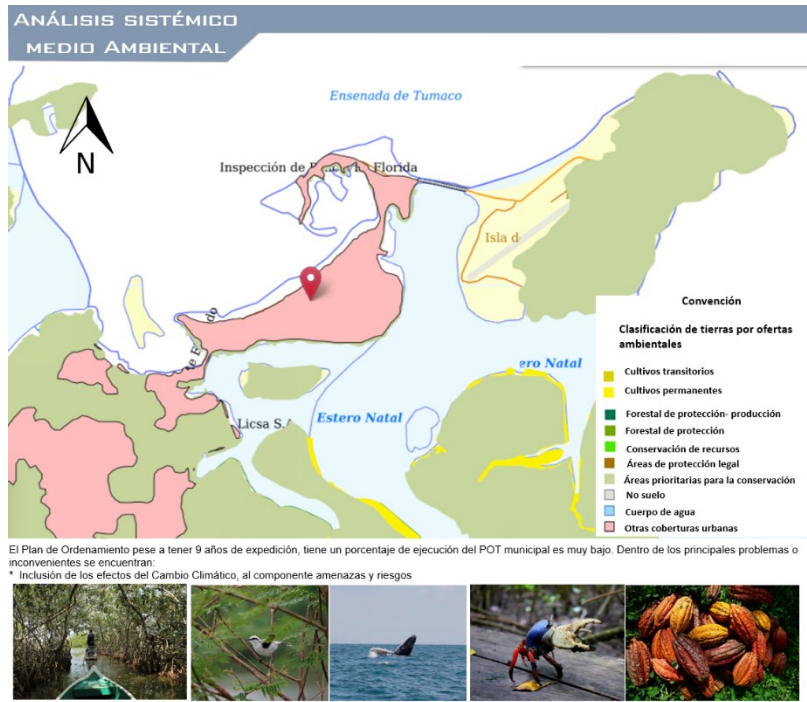 ANÁLISIS SISTÉMICO
MEDIO AMBIENTAL
Ensenada de Tumaco
N
Inspección de
Florida
Isla d
Estero Natal
ero Natal
Licsa S.
Convención
Clasificación de tierras por ofertas
ambientales
Cultivos transitorios
Cultivos permanentes
Forestal de protección- producción
Forestal de protección
Conservación de recursos
Áreas de protección legal
Áreas prioritarias para la conservación
No suelo
Cuerpo de agua
Otras coberturas urbanas
El Plan de Ordenamiento pese a tener 9 años de expedición, tiene un porcentaje de ejecución del POT municipal es muy bajo. Dentro de los principales problemas o
inconvenientes se encuentran:
* Inclusión de los efectos del Cambio Climático, al componente amenazas y riesgos